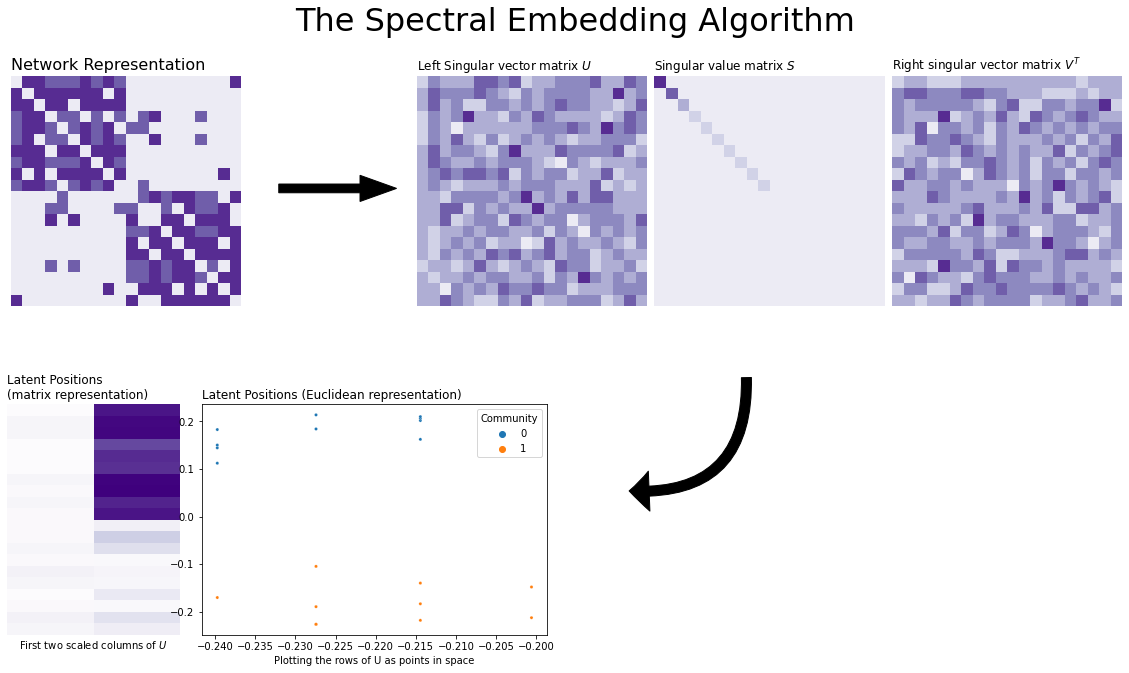 The Spectral Embedding Algorithm
Network Representation
Left Singular vector matrix U
Singular value matrix S
Right singular vector matrix V^T
Latent Positions
(matrix representation)
First two scaled columns of U
Latent Positions (Euclidean representation)
Community
0
1
0.2
0.1
0.0
−0.1
−0.2
−0.240 −0.235 −0.230 −0.225 −0.220 −0.215 −0.210 −0.205 −0.200
Plotting the rows of U as points in space